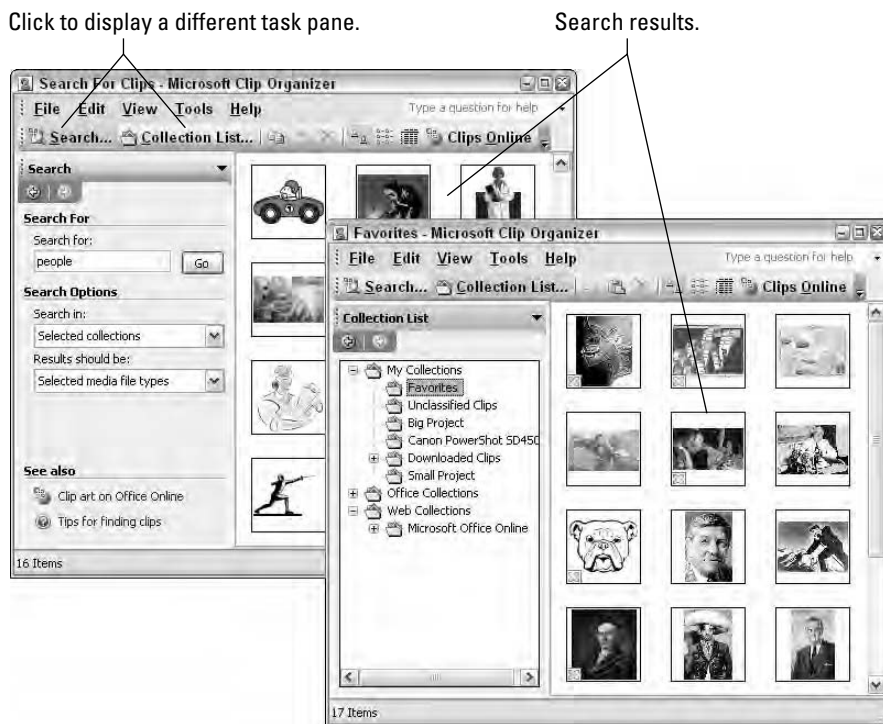 Click to display a different task pane.
Search results.
Search For Clips - Microsoft Clip Organizer
File Edit View Tools Help
Type a question for help
Search... Collection List... Clips Online
Search
Search For
Search for:
people
Go
Search Options
Search in:
Selected collections
Results should be:
Selected media file types
See also
Clip art on Office Online
Tips for finding clips
16 Items
Favorites - Microsoft Clip Organizer
File Edit View Tools Help
Type a question for help
Search... Collection List... Clips Online
Collection List
My Collections
Favorites
Unclassified Clips
Big Project
Canon PowerShot SD450
Downloaded Clips
Small Project
Office Collections
Web Collections
Microsoft Office Online
17 Items